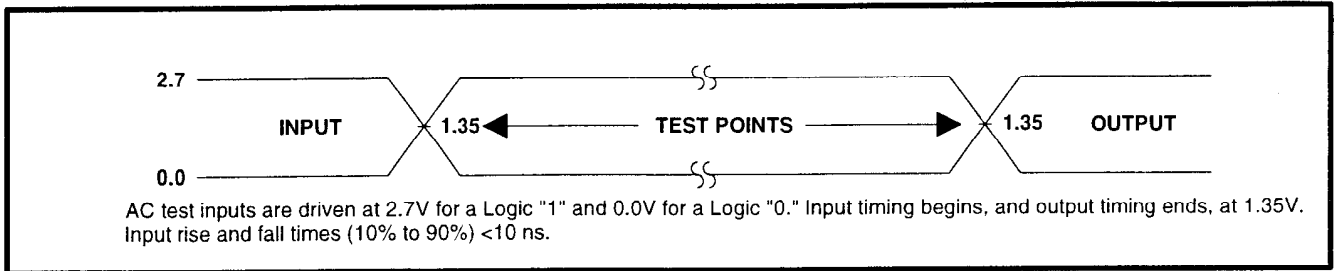 2.7
INPUT 1.35 TEST POINTS 1.35 OUTPUT
0.0
AC test inputs are driven at 2.7V for a Logic "1" and 0.0V for a Logic "0." Input timing begins, and output timing ends, at 1.35V.
Input rise and fall times (10% to 90%) <10 ns.